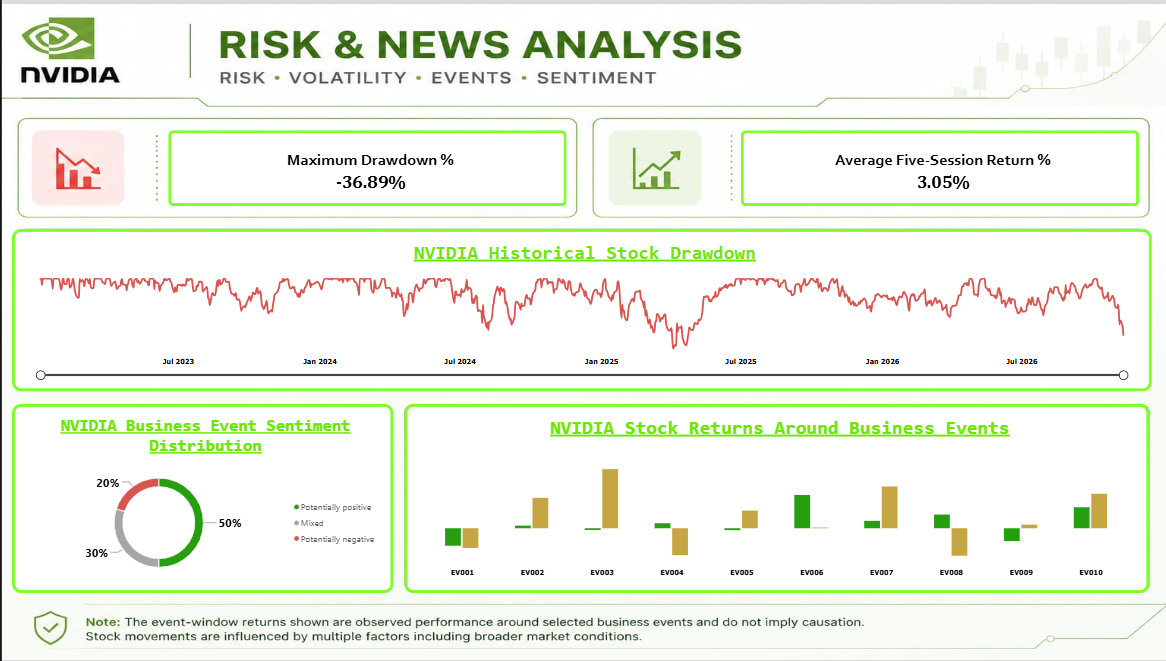 NVIDIA
RISK & NEWS ANALYSIS
RISK • VOLATILITY • EVENTS • SENTIMENT
Maximum Drawdown %
-36.89%
Average Five-Session Return %
3.05%
NVIDIA Historical Stock Drawdown
Jul 2023
Jan 2024
Jul 2024
Jan 2025
Jul 2025
Jan 2026
Jul 2026
NVIDIA Business Event Sentiment
Distribution
20%
50%
30%
Potentially positive
Mixed
Potentially negative
NVIDIA Stock Returns Around Business Events
EV001
EV002
EV003
EV004
EV005
EV006
EV007
EV008
EV009
EV010
Note: The event-window returns shown are observed performance around selected business events and do not imply causation.
Stock movements are influenced by multiple factors including broader market conditions.